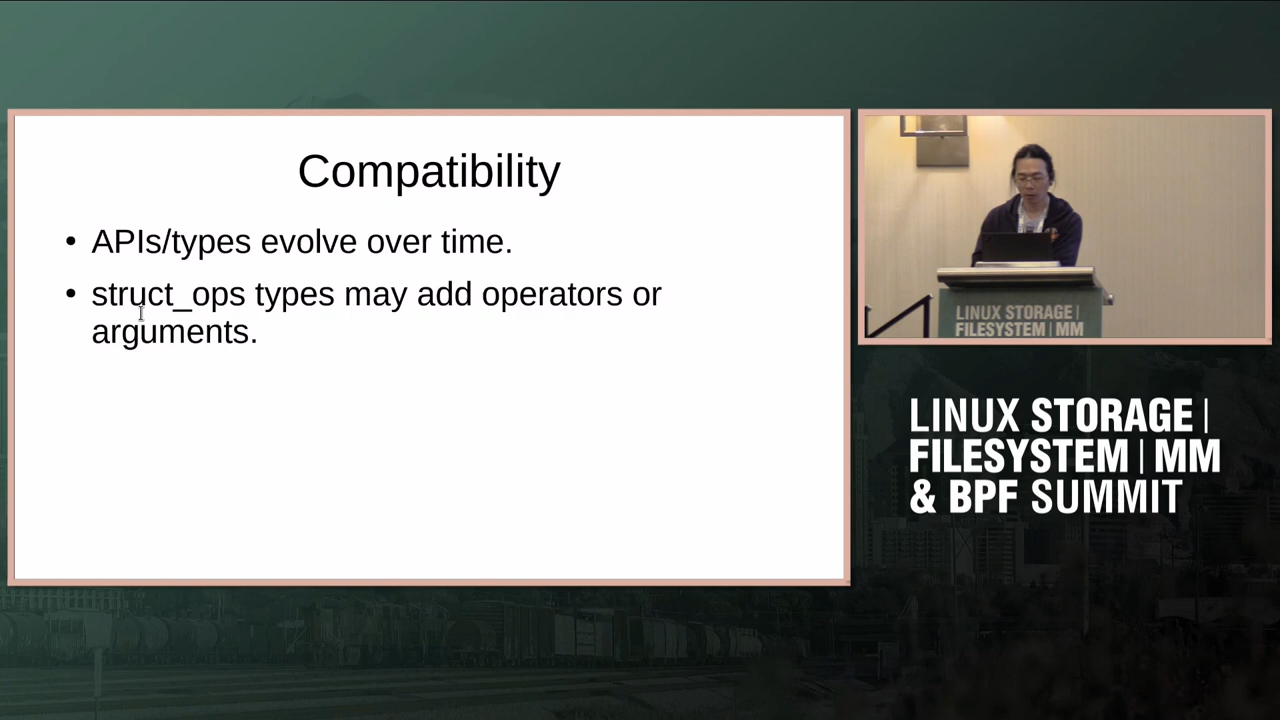 Compatibility
• APIs/types evolve over time.
• struct_ops types may add operators or
arguments.
LINUX STORAGE |
FILESYSTEM | MM
LINUX STORAGE |
FILESYSTEM | MM
& BPF SUMMIT